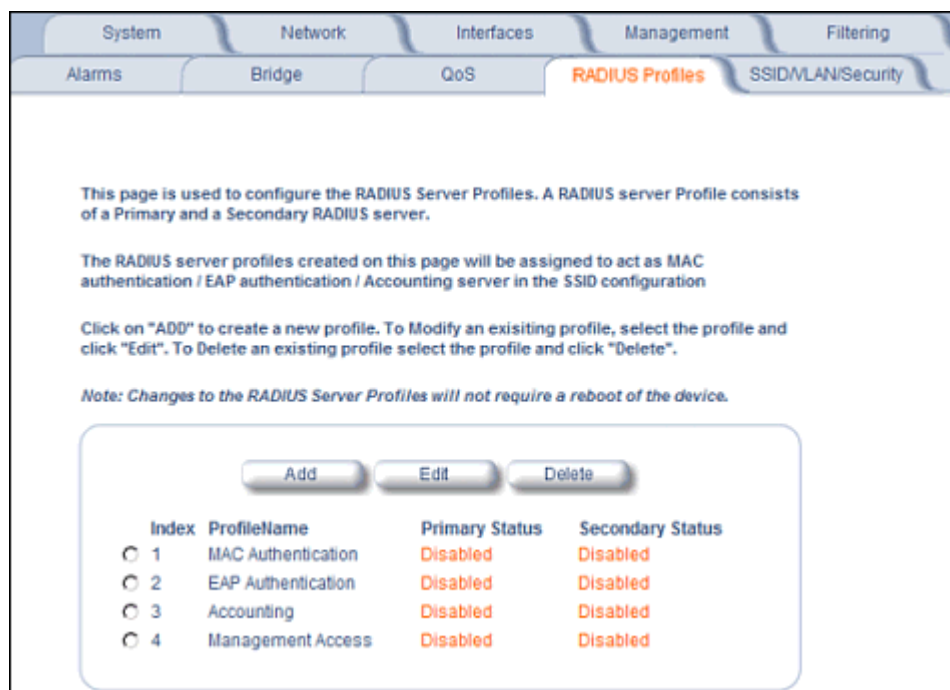 System Network Interfaces Management Filtering
Alarms Bridge QoS RADIUS Profiles SSID/VLAN/Security
This page is used to configure the RADIUS Server Profiles. A RADIUS server Profile consists
of a Primary and a Secondary RADIUS server.
The RADIUS server profiles created on this page will be assigned to act as MAC
authentication / EAP authentication / Accounting server in the SSID configuration
Click on "ADD" to create a new profile. To Modify an exisiting profile, select the profile and
click "Edit". To Delete an existing profile select the profile and click "Delete".
Note: Changes to the RADIUS Server Profiles will not require a reboot of the device.
Add Edit Delete
Index ProfileName Primary Status Secondary Status
1 MAC Authentication Disabled Disabled
2 EAP Authentication Disabled Disabled
3 Accounting Disabled Disabled
4 Management Access Disabled Disabled